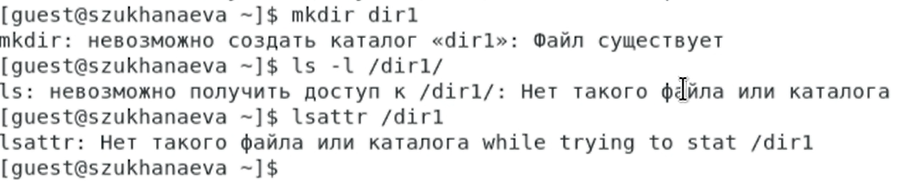 [guest@szukhanaeva ~]$ mkdir dir1
mkdir: невозможно создать каталог «dir1»: Файл существует
[guest@szukhanaeva ~]$ ls -l /dir1/
ls: невозможно получить доступ к /dir1/: Нет такого файла или каталога
[guest@szukhanaeva ~]$ lsattr /dir1
lsattr: Нет такого файла или каталога while trying to stat /dir1
[guest@szukhanaeva ~]$